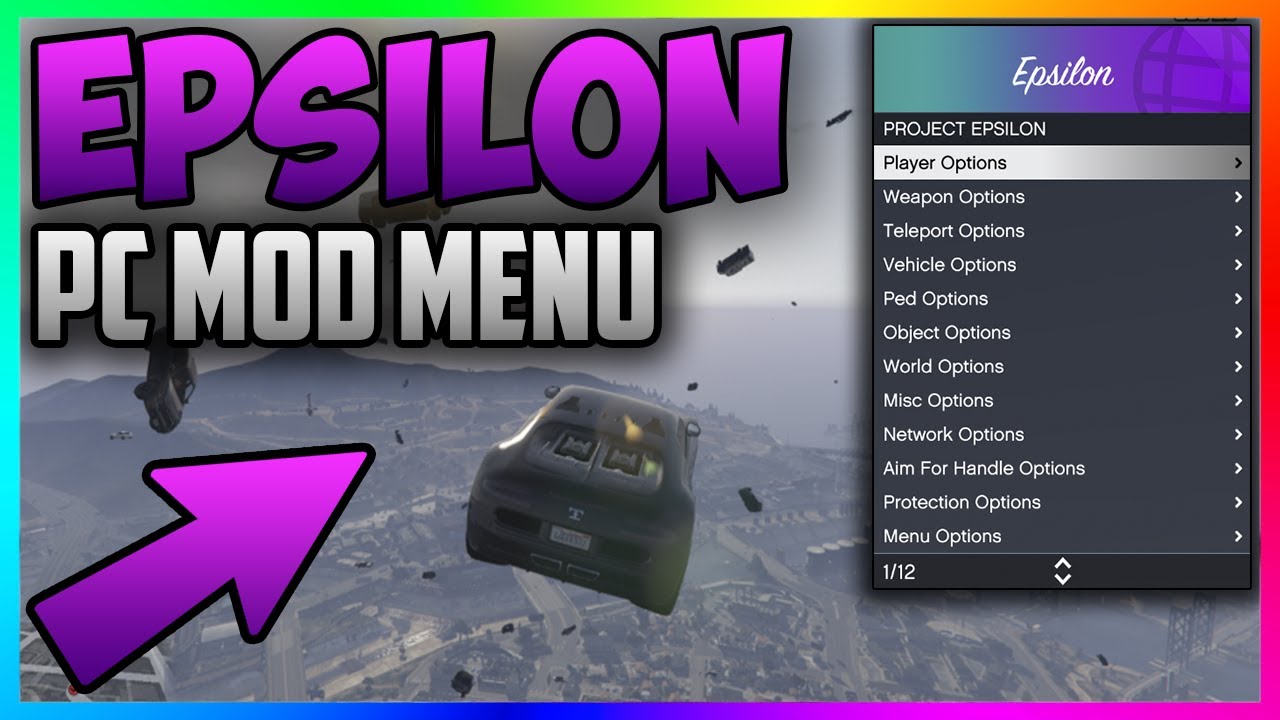 EPSILON
PC MOD MENU
Epsilon
PROJECT EPSILON
Player Options
Weapon Options
Teleport Options
Vehicle Options
Ped Options
Object Options
World Options
Misc Options
Network Options
Aim For Handle Options
Protection Options
Menu Options
1/12